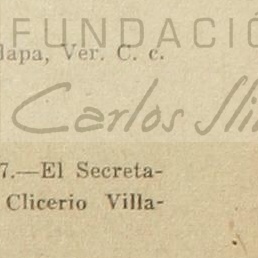 FUNDACIÓ
lapa, Ver. C. c.
Carlos Sli
7.—El Secreta-
Clicerio Villa-